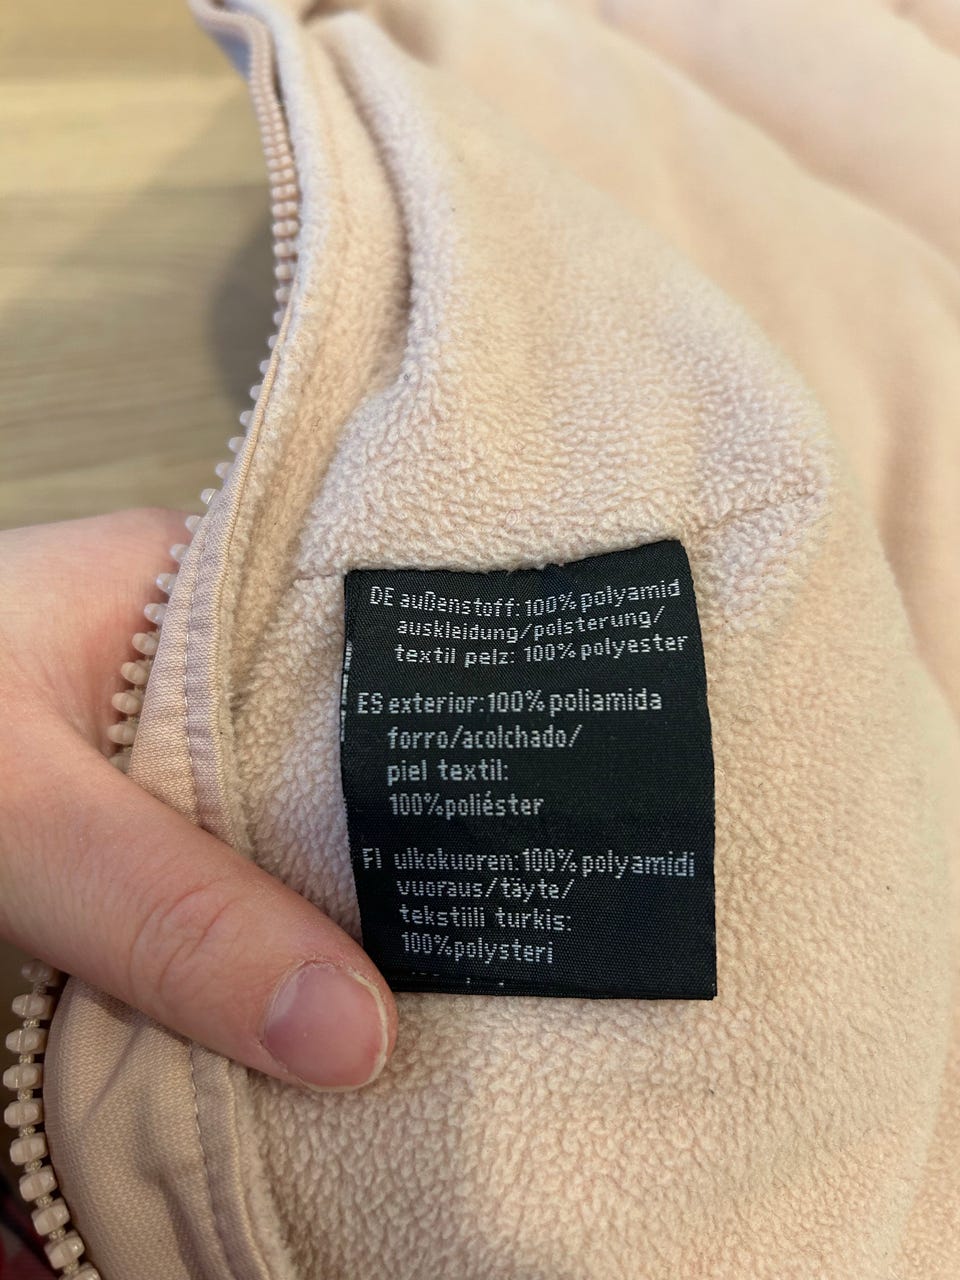 DE außenstoff: 100% polyamid
auskleidung/polsterung/
textil pelz: 100% polyester
ES exterior: 100% poliamida
forro/acolchado/
piel textil:
100% poliéster
FI ulkokuoren: 100% polyamidi
vuoraus/täyte/
tekstiili turkis:
100% polysteri